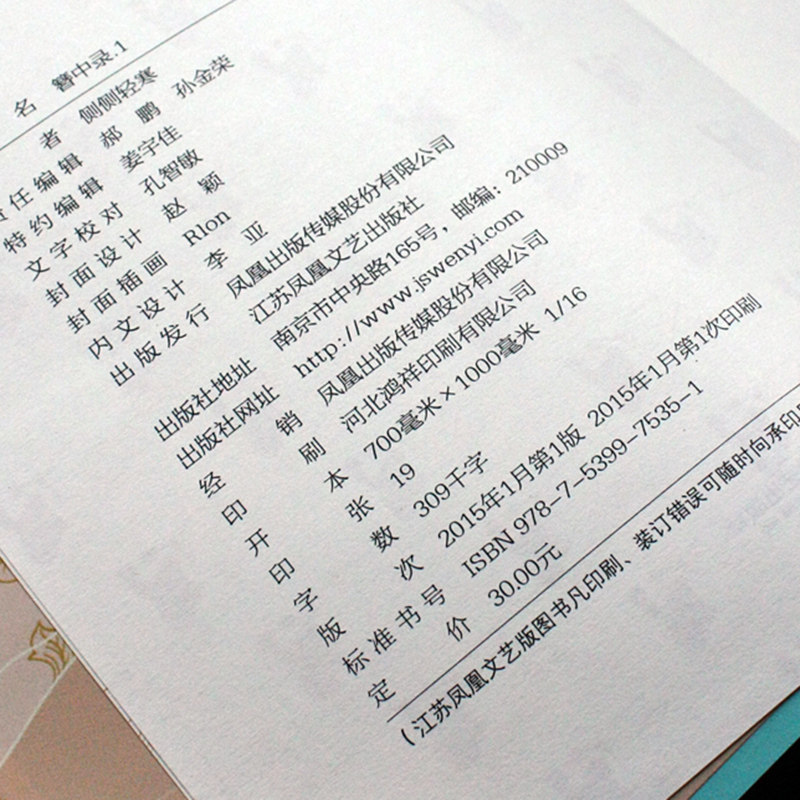 名 簪中录.1
者 侧侧轻寒
责任编辑 郝 鹏 孙金荣
特约编辑 姜宇佳
文字校对 孔智敏
封面设计 赵 颖
封面插画 Rlon
内文设计 李 亚
出版发行 凤凰出版传媒股份有限公司
江苏凤凰文艺出版社
出版社地址 南京市中央路165号，邮编：210009
出版社网址 http://www.jswenyi.com
经 销 凤凰出版传媒股份有限公司
印 刷 河北鸿祥印刷有限公司
开 本 700毫米×1000毫米 1/16
印 张 19
字 数 309千字
版 次 2015年1月第1版 2015年1月第1次印刷
标准书号 ISBN 978-7-5399-7535-1
定 价 30.00元
(江苏凤凰文艺版图书凡印刷、装订错误可随时向承印